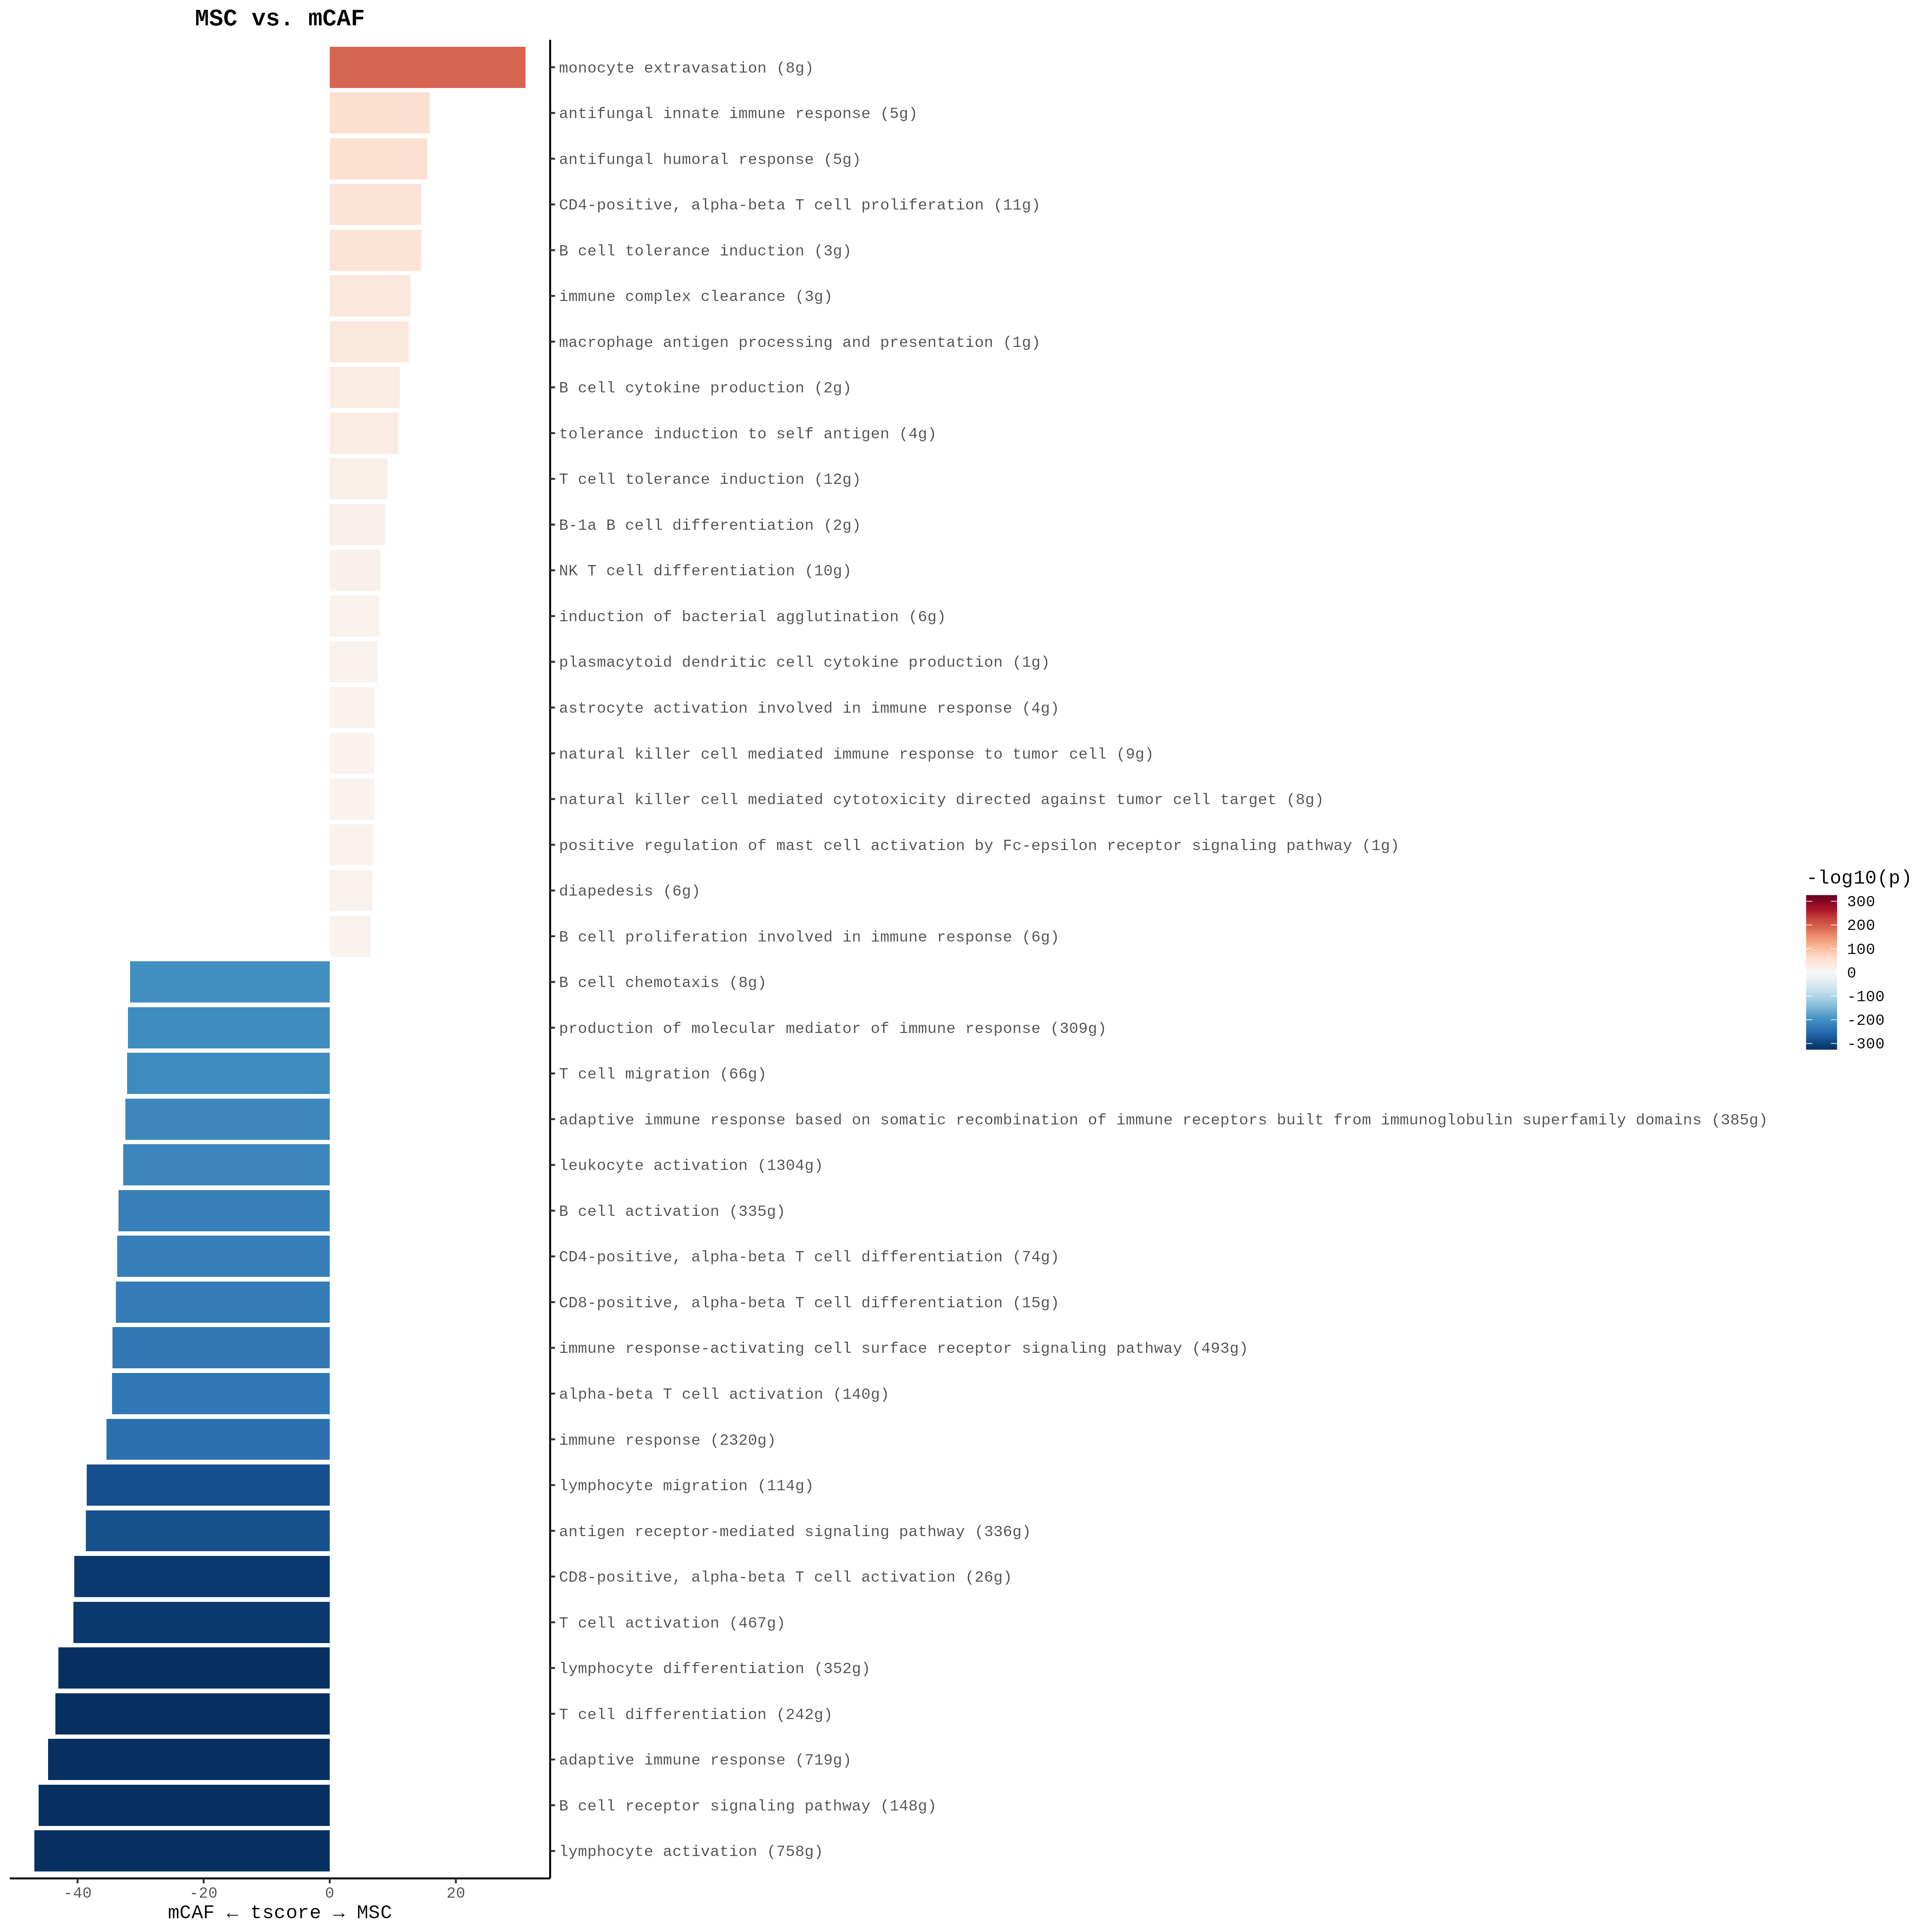 MSC vs. mCAF
monocyte extravasation (8g)
antifungal innate immune response (5g)
antifungal humoral response (5g)
CD4-positive, alpha-beta T cell proliferation (11g)
B cell tolerance induction (3g)
immune complex clearance (3g)
macrophage antigen processing and presentation (1g)
B cell cytokine production (2g)
tolerance induction to self antigen (4g)
T cell tolerance induction (12g)
B-1a B cell differentiation (2g)
NK T cell differentiation (10g)
induction of bacterial agglutination (6g)
plasmacytoid dendritic cell cytokine production (1g)
astrocyte activation involved in immune response (4g)
natural killer cell mediated immune response to tumor cell (9g)
natural killer cell mediated cytotoxicity directed against tumor cell target (8g)
positive regulation of mast cell activation by Fc-epsilon receptor signaling pathway (1g)
diapedesis (6g)
B cell proliferation involved in immune response (6g)
B cell chemotaxis (8g)
production of molecular mediator of immune response (309g)
T cell migration (66g)
adaptive immune response based on somatic recombination of immune receptors built from immunoglobulin superfamily domains (385g)
leukocyte activation (1304g)
B cell activation (335g)
CD4-positive, alpha-beta T cell differentiation (74g)
CD8-positive, alpha-beta T cell differentiation (15g)
immune response-activating cell surface receptor signaling pathway (493g)
alpha-beta T cell activation (140g)
immune response (2320g)
lymphocyte migration (114g)
antigen receptor-mediated signaling pathway (336g)
CD8-positive, alpha-beta T cell activation (26g)
T cell activation (467g)
lymphocyte differentiation (352g)
T cell differentiation (242g)
adaptive immune response (719g)
B cell receptor signaling pathway (148g)
lymphocyte activation (758g)
-40 -20 0 20
mCAF ← tscore → MSC
-log10(p)
300
200
100
0
-100
-200
-300